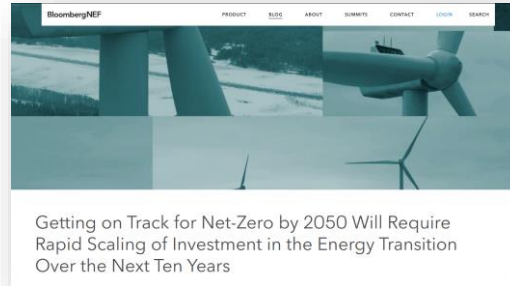 BloombergNEF PRODUCT BLOG ABOUT SUMMITS CONTACT LOGIN SEARCH
Getting on Track for Net-Zero by 2050 Will Require
Rapid Scaling of Investment in the Energy Transition
Over the Next Ten Years